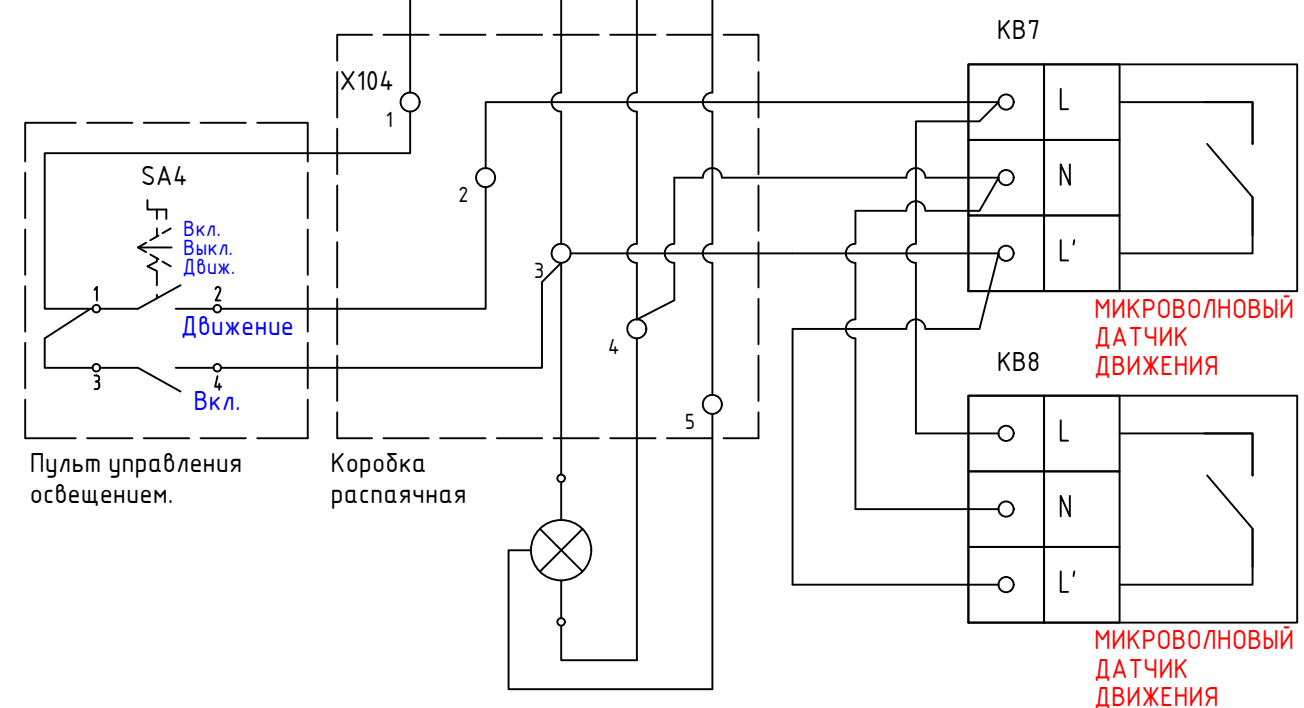 KB7
X104
1
L
SA4
2
N
Вкл.
Выкл.
Движ.
3
L'
1
2
Движение
МИКРОВОЛНОВЫЙ
ДАТЧИК
ДВИЖЕНИЯ
4
KB8
3
4
Вкл.
5
L
Пульт управления
освещением.
Коробка
распаячная
N
L'
МИКРОВОЛНОВЫЙ
ДАТЧИК
ДВИЖЕНИЯ